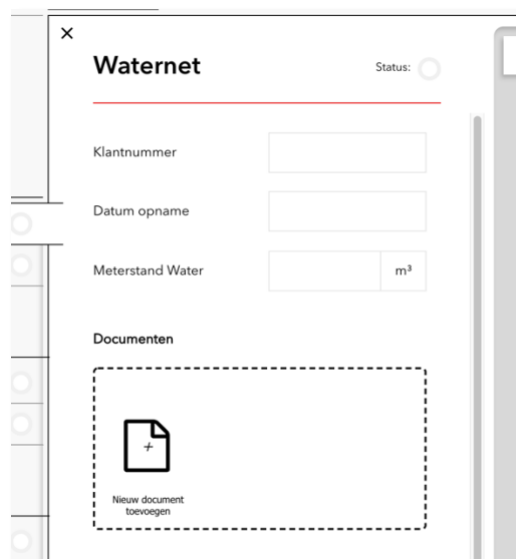 Waternet
Status:
Klantnummer
Datum opname
Meterstand Water
m³
Documenten
Nieuw document
toevoegen